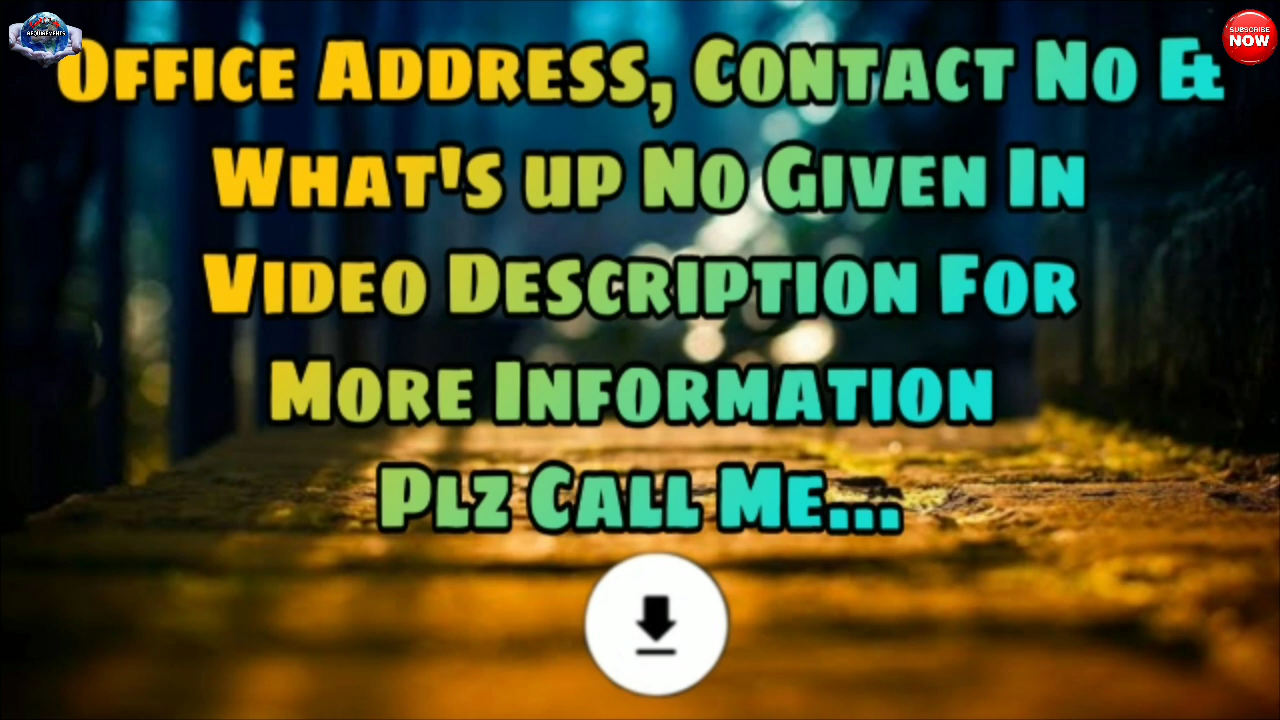 SUBSCRIBE
NOW
Office Address, Contact No &
What's up No Given In
Video Description For
More Information
Plz Call Me...